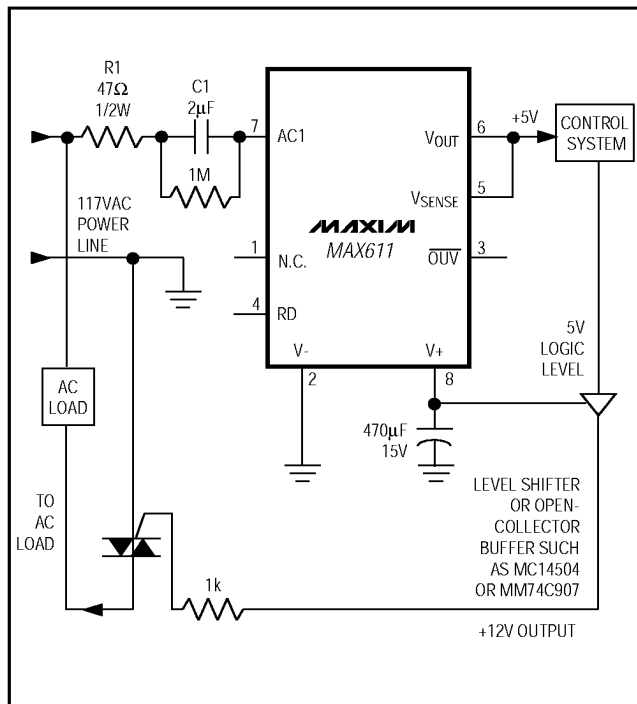 R1
47Ω
1/2W
C1
2μF
1M
7
AC1
VOUT
6
+5V
CONTROL
SYSTEM
VSENSE
5
117VAC
POWER
LINE
MAXIM
MAX611
1
N.C.
OUV
3
4
RD
V-
2
V+
8
5V
LOGIC
LEVEL
AC
LOAD
470μF
15V
TO
AC
LOAD
LEVEL SHIFTER
OR OPEN-
COLLECTOR
BUFFER SUCH
AS MC14504
OR MM74C907
1k
+12V OUTPUT